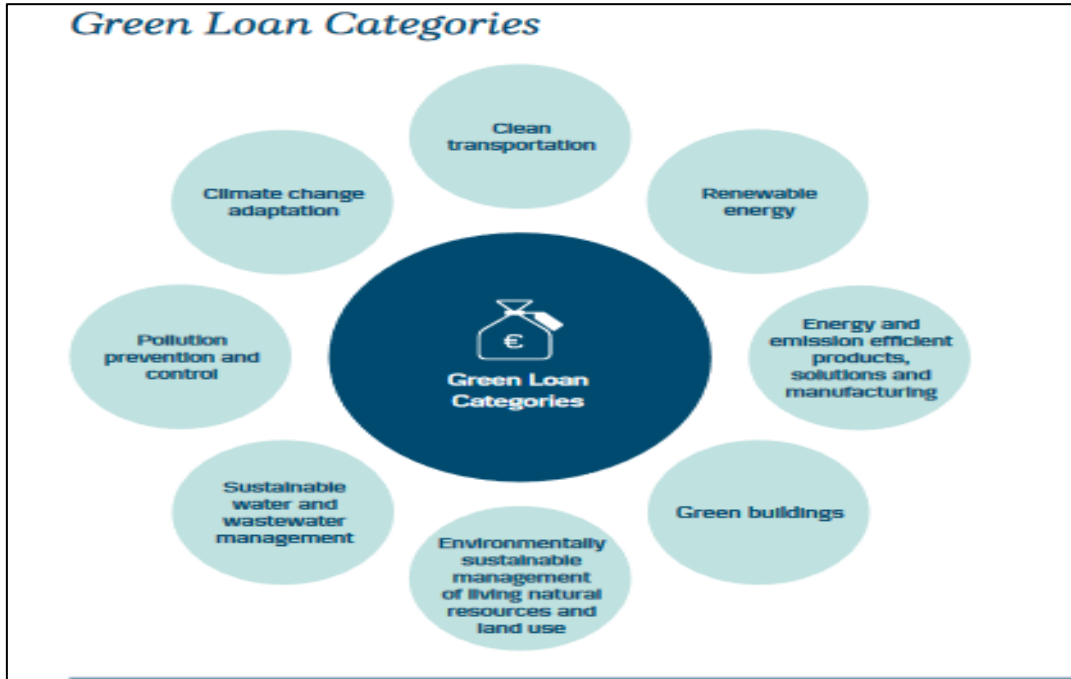 Green Loan Categories
Clean
transportation
Renewable
energy
Energy and
emission efficient
products,
solutions and
manufacturing
Green buildings
Environmentally
sustainable
management
of living natural
resources and
land use
Sustainable
water and
wastewater
management
Pollution
prevention and
control
Climate change
adaptation
€
Green Loan
Categories